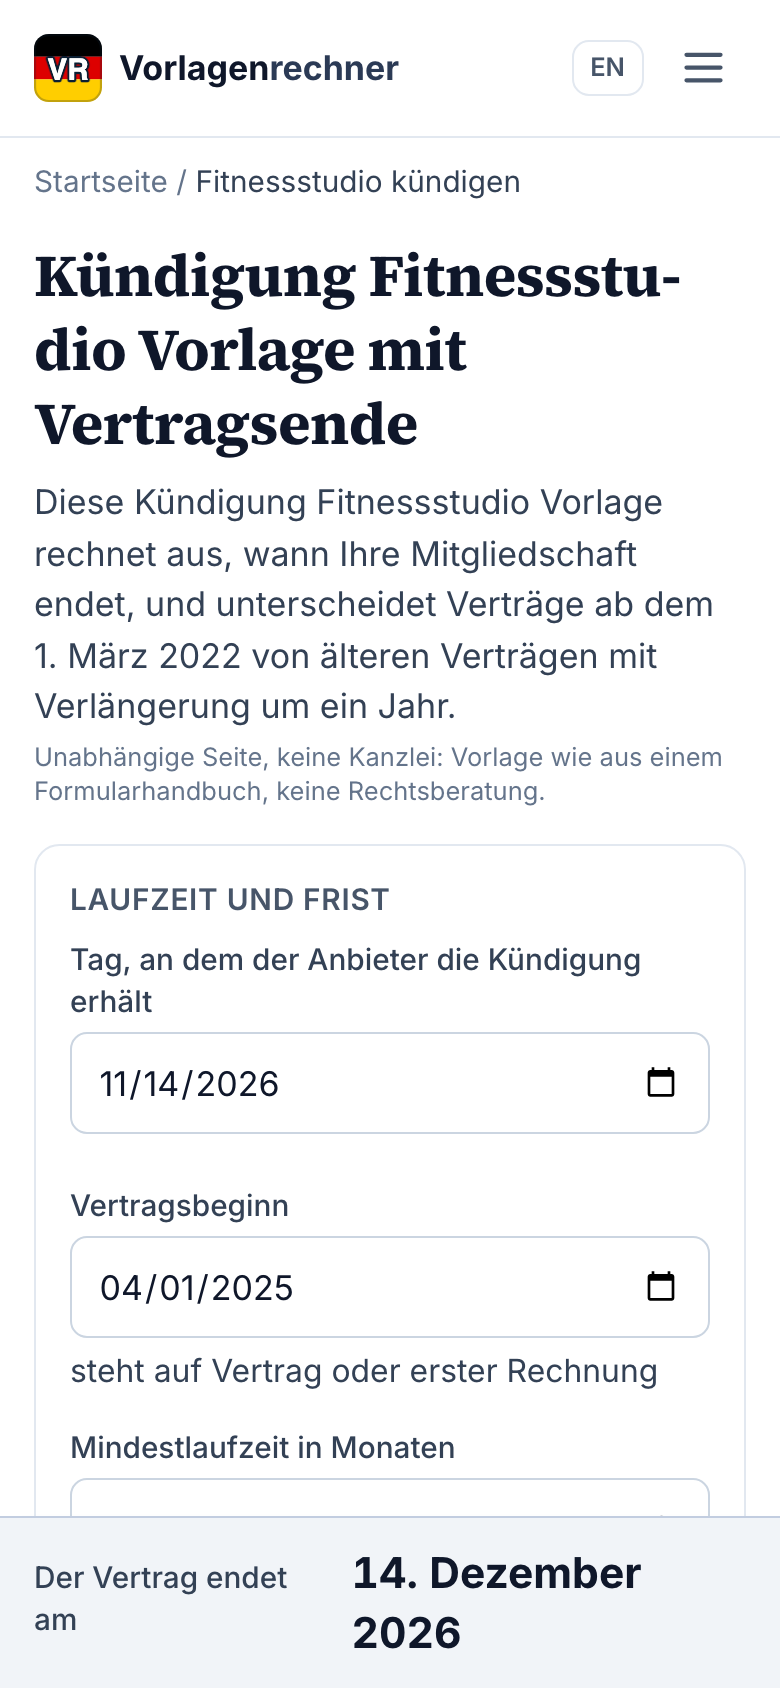 VR Vorlagenrechner EN
Startseite / Fitnessstudio kündigen
Kündigung Fitnessstu-
dio Vorlage mit
Vertragsende
Diese Kündigung Fitnessstudio Vorlage
rechnet aus, wann Ihre Mitgliedschaft
endet, und unterscheidet Verträge ab dem
1. März 2022 von älteren Verträgen mit
Verlängerung um ein Jahr.
Unabhängige Seite, keine Kanzlei: Vorlage wie aus einem
Formularhandbuch, keine Rechtsberatung.
LAUFZEIT UND FRIST
Tag, an dem der Anbieter die Kündigung
erhält
11/14/2026
Vertragsbeginn
04/01/2025
steht auf Vertrag oder erster Rechnung
Mindestlaufzeit in Monaten
Der Vertrag endet
am
14. Dezember
2026